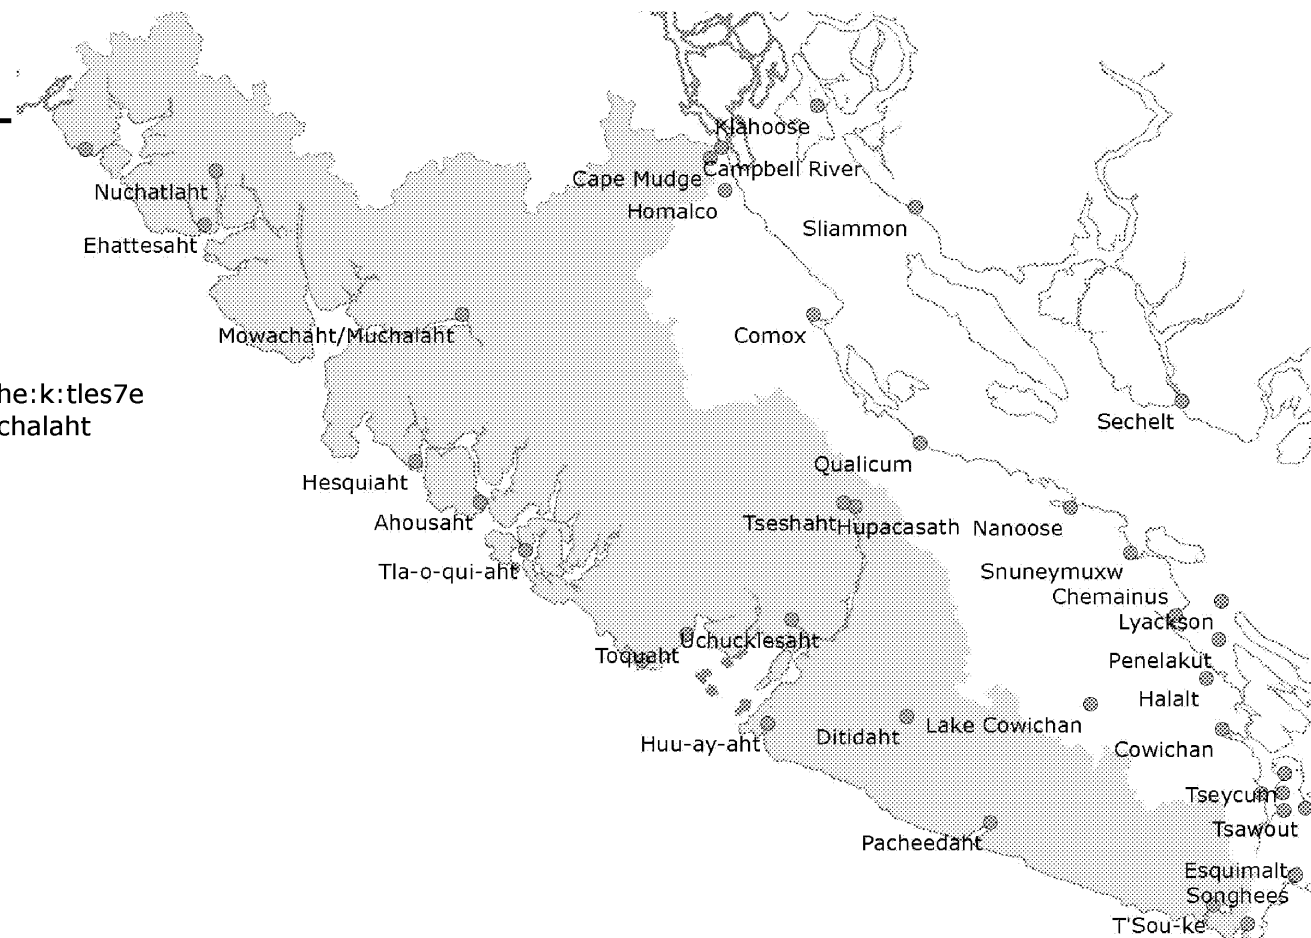 Klahoose
Campbell River
Cape Mudge
Nuchatlaht
Homalco
Sliammon
Ehattesaht
Mowachaht/Muchalaht
Comox
he:k:tles7e
chalaht
Sechelt
Qualicum
Hesquiaht
Ahousaht
Tseshaht
Hupacasath
Nanoose
Tla-o-qui-aht
Snuneymuxw
Chemainus
Lyackson
Uchucklesaht
Toquaht
Penelakut
Halalt
Lake Cowichan
Ditidaht
Huu-ay-aht
Cowichan
Tseycum
Tsawout
Pacheedaht
Esquimalt
Songhees
T'Sou-ke